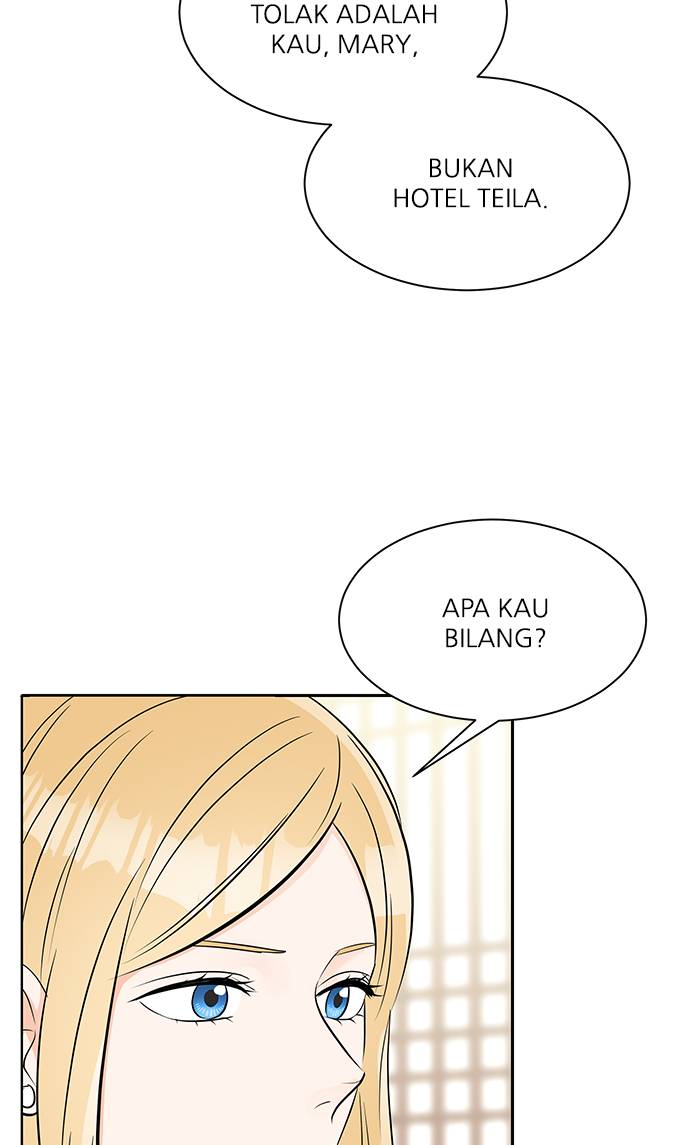 TOLAK ADALAH
KAU, MARY,
BUKAN
HOTEL TEILA.
APA KAU
BILANG?